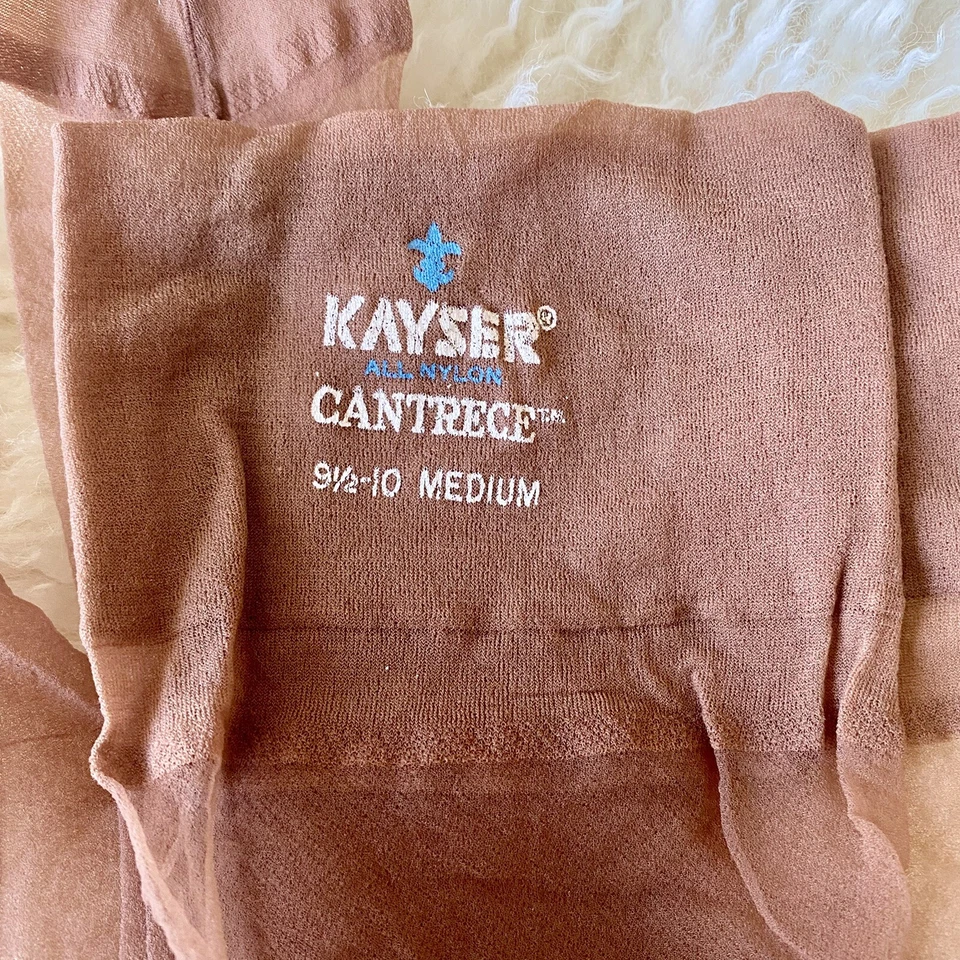 KAYSER®
ALL NYLON
CANTRECE™
9½-10 MEDIUM